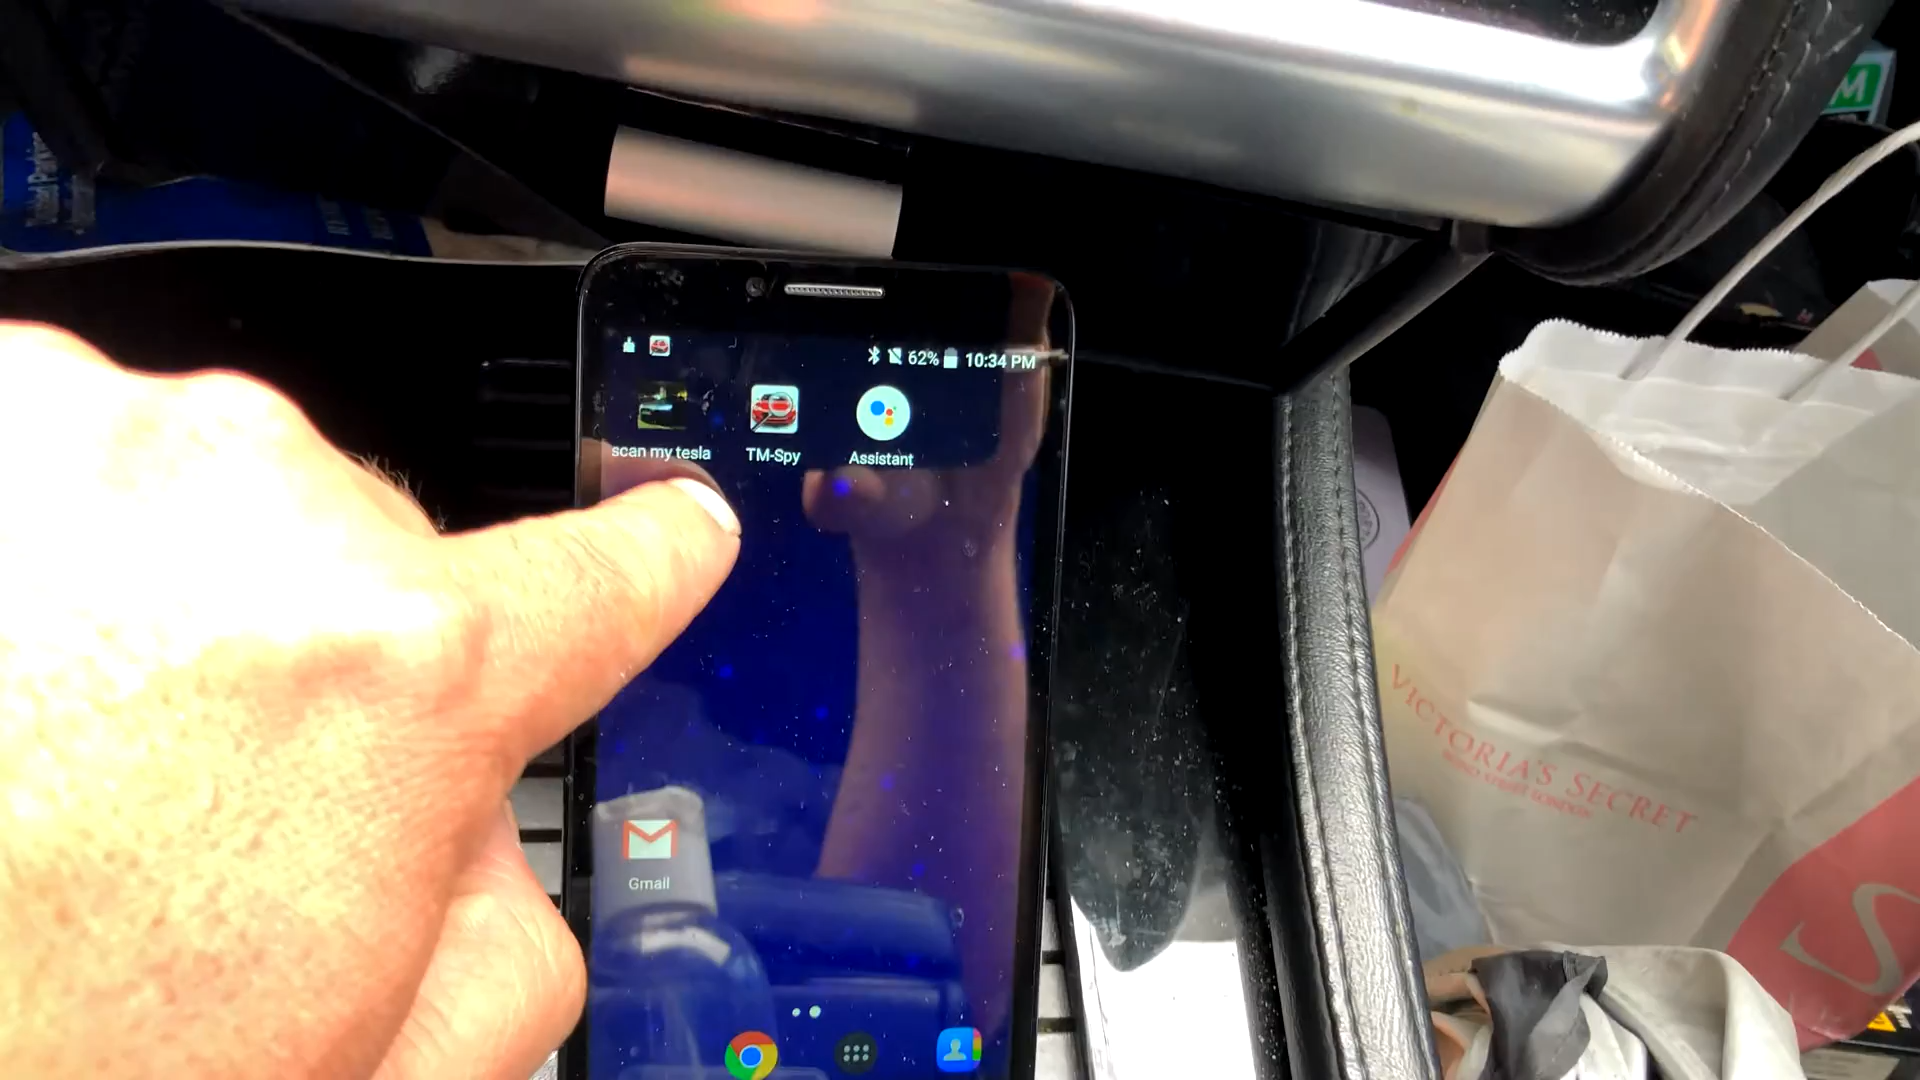 M
62% 10:34 PM
scan my tesla
TM-Spy
Assistant
Gmail
VICTORIA'S SECRET
S